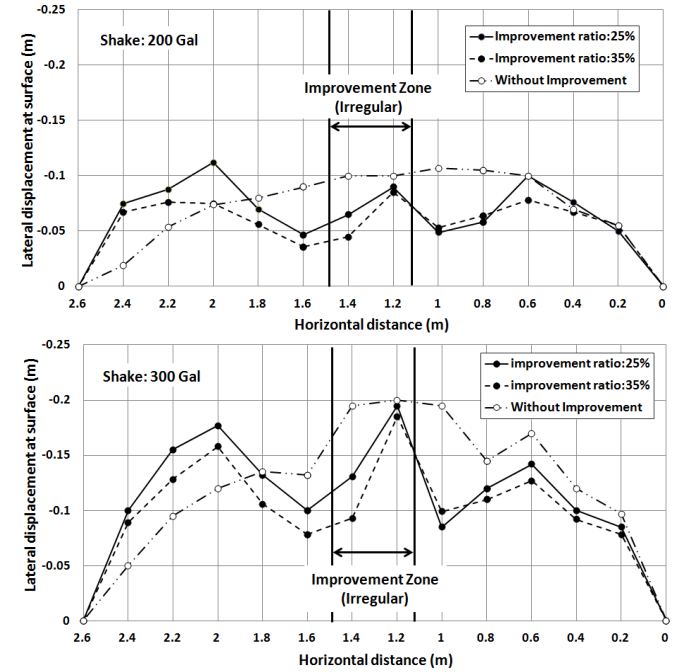 -0.25
Shake: 200 Gal
Improvement ratio:25%
Improvement ratio:35%
Without Improvement
-0.2
Improvement Zone
(Irregular)
-0.15
-0.1
-0.05
0
2.6 2.4 2.2 2 1.8 1.6 1.4 1.2 1 0.8 0.6 0.4 0.2 0
Lateral displacement at surface (m)
Horizontal distance (m)
-0.25
Shake: 300 Gal
improvement ratio:25%
improvement ratio:35%
Without Improvement
-0.2
-0.15
-0.1
-0.05
Improvement Zone
(Irregular)
0
2.6 2.4 2.2 2 1.8 1.6 1.4 1.2 1 0.8 0.6 0.4 0.2 0
Lateral displacement at surface (m)
Horizontal distance (m)